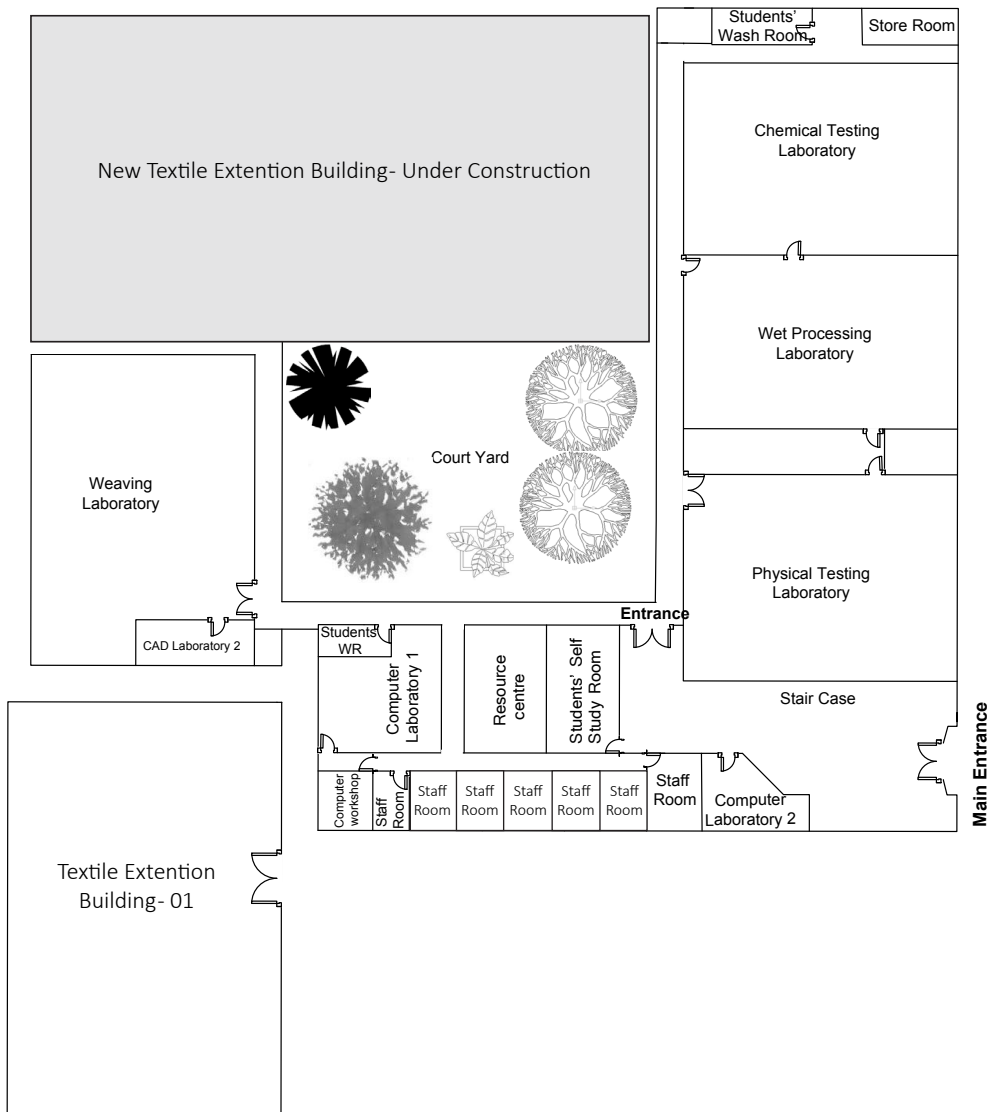 Students’
Wash Room
Store Room
Chemical Testing
Laboratory
New Textile Extention Building- Under Construction
Wet Processing
Laboratory
Court Yard
Weaving
Laboratory
Physical Testing
Laboratory
Entrance
CAD Laboratory 2
Students
WR
Computer
Laboratory 1
Resource
centre
Students’ Self
Study Room
Stair Case
Main Entrance
Computer
workshop
Staff
Room
Staff
Room
Staff
Room
Staff
Room
Staff
Room
Staff
Room
Staff
Room
Computer
Laboratory 2
Textile Extention
Building- 01